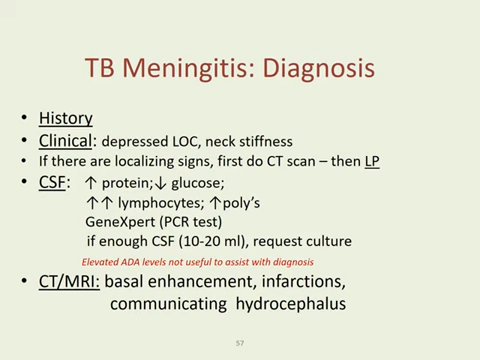 TB Meningitis: Diagnosis
• History
• Clinical: depressed LOC, neck stiffness
• If there are localizing signs, first do CT scan – then LP
• CSF: ↑ protein;↓ glucose;
↑↑ lymphocytes; ↑poly’s
GeneXpert (PCR test)
if enough CSF (10-20 ml), request culture
Elevated ADA levels not useful to assist with diagnosis
• CT/MRI: basal enhancement, infarctions,
communicating hydrocephalus
57